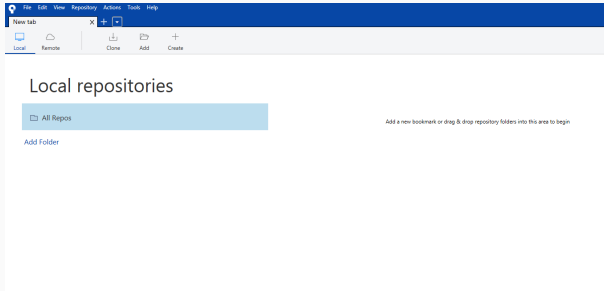 File Edit View Repository Actions Tools Help
New tab
Local Remote Clone Add Create
Local repositories
All Repos
Add a new bookmark or drag & drop repository folders into this area to begin
Add Folder